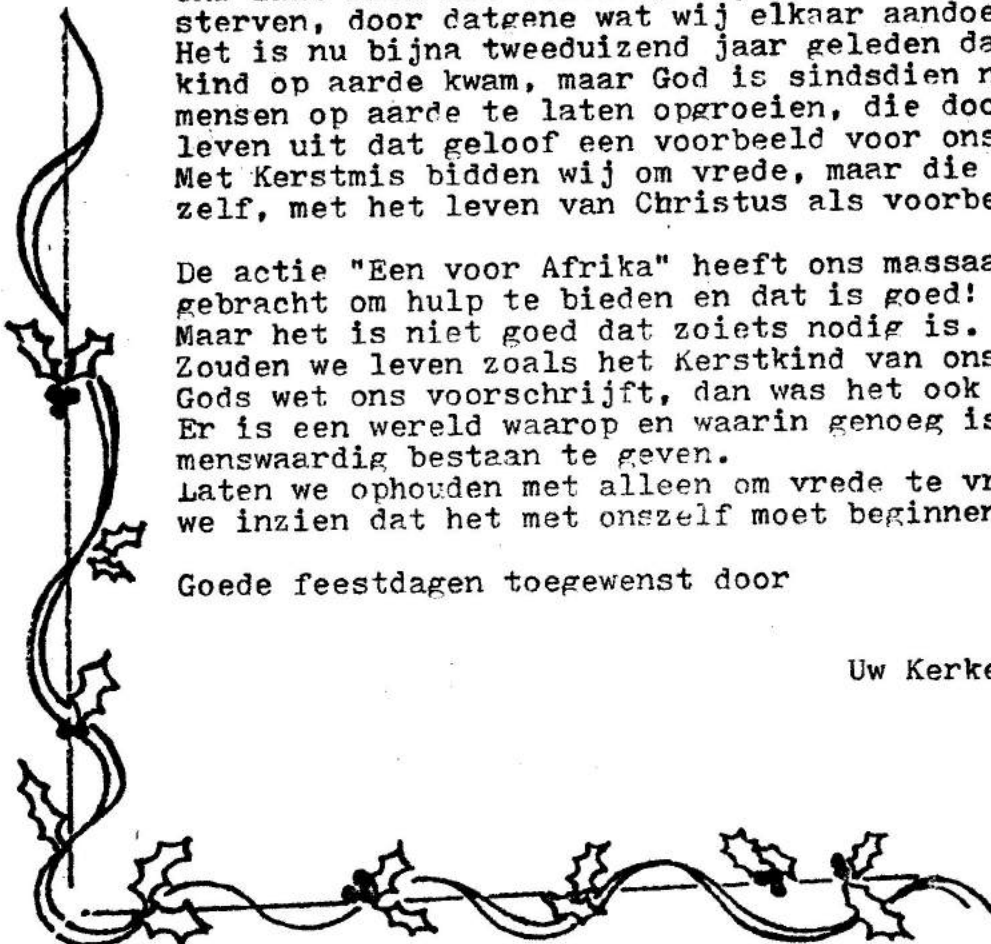 sterven, door datgene wat wij elkaar aandoe
Het is nu bijna tweeduizend jaar geleden da
kind op aarde kwam, maar God is sindsdien
mensen op aarde te laten opgroeien, die doo
leven uit dat geloof een voorbeeld voor ons
Met Kerstmis bidden wij om vrede, maar die
zelf, met het leven van Christus als voorbe
De actie "Een voor Afrika" heeft ons massaa
gebracht om hulp te bieden en dat is goed!
Maar het is niet goed dat zoiets nodig is.
Zouden we leven zoals het Kerstkind van ons
Gods wet ons voorschrijft, dan was het ook
Er is een wereld waarop en waarin genoeg is
menswaardig bestaan te geven.
Laten we ophouden met alleen om vrede te vr
we inzien dat het met onszelf moet beginnen
Goede feestdagen toegewenst door
Uw Kerke